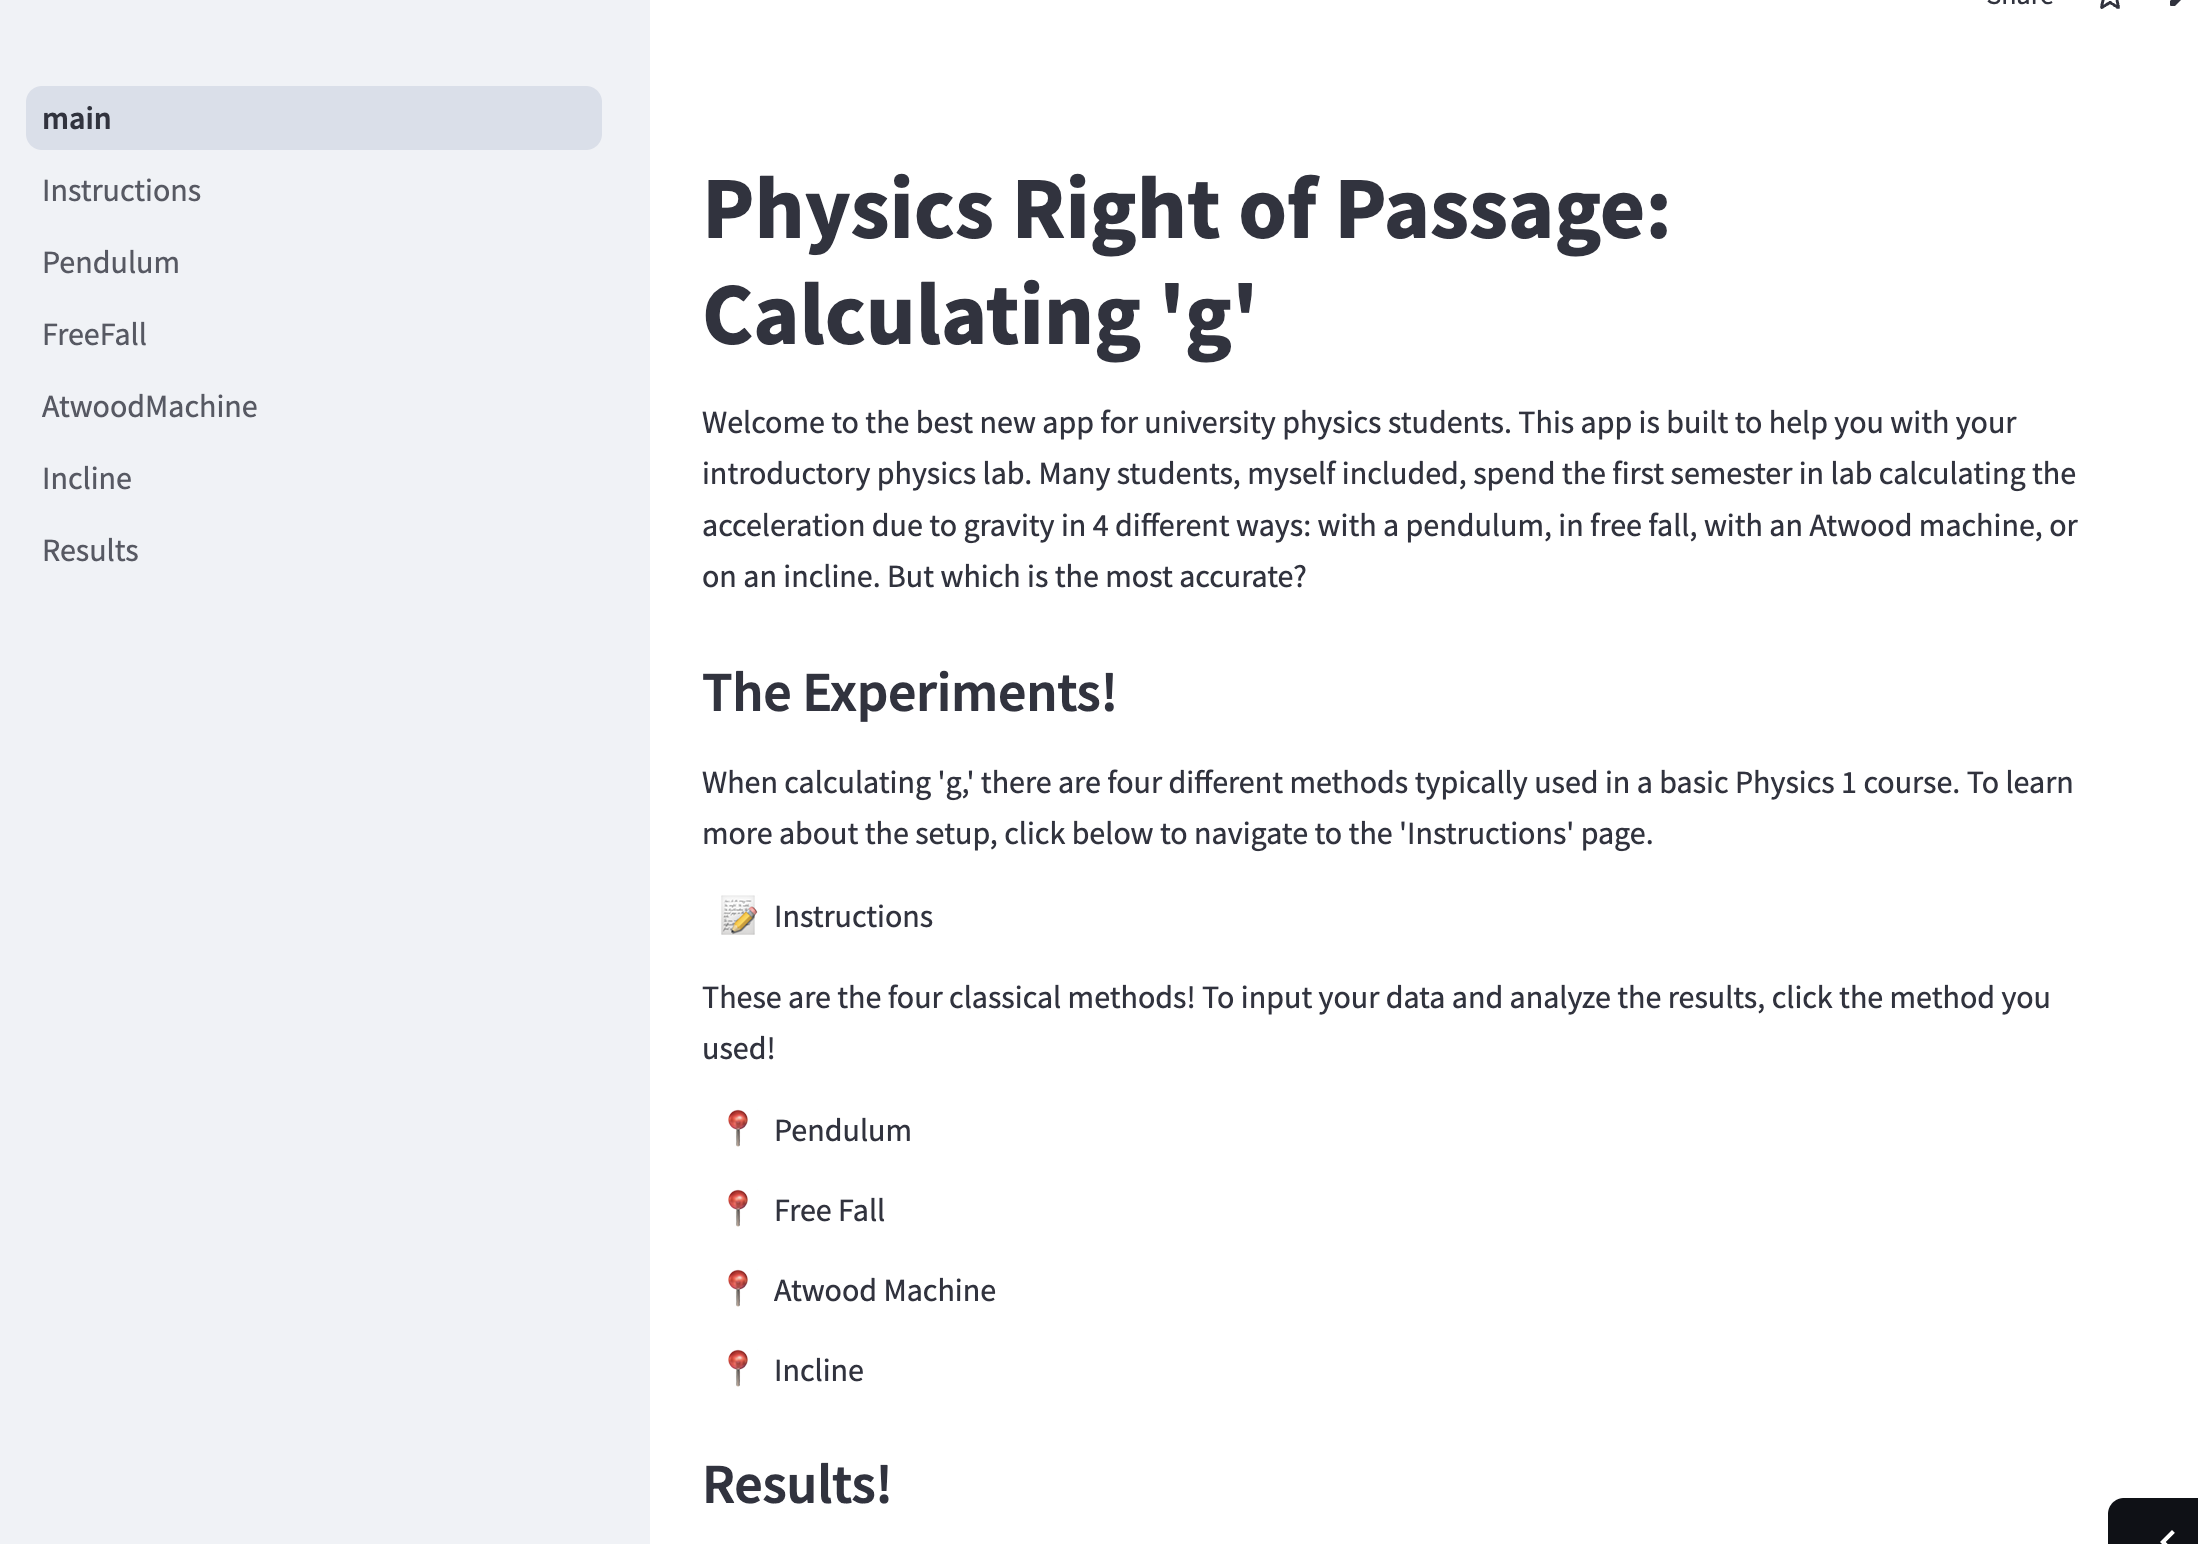 Share
main
Instructions
Pendulum
FreeFall
AtwoodMachine
Incline
Results
Physics Right of Passage:
Calculating 'g'
Welcome to the best new app for university physics students. This app is built to help you with your
introductory physics lab. Many students, myself included, spend the first semester in lab calculating the
acceleration due to gravity in 4 different ways: with a pendulum, in free fall, with an Atwood machine, or
on an incline. But which is the most accurate?
The Experiments!
When calculating 'g,' there are four different methods typically used in a basic Physics 1 course. To learn
more about the setup, click below to navigate to the 'Instructions' page.
Instructions
These are the four classical methods! To input your data and analyze the results, click the method you
used!
Pendulum
Free Fall
Atwood Machine
Incline
Results!